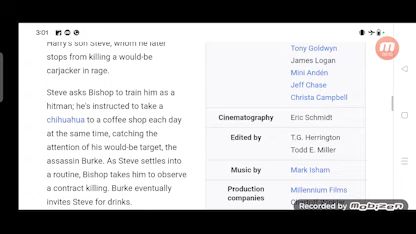 3:01
Harry's son Steve, whom he later
stops from killing a would-be
carjacker in rage.
Steve asks Bishop to train him as a
hitman; he's instructed to take a
chihuahua to a coffee shop each day
at the same time, catching the
attention of his would-be target, the
assassin Burke. As Steve settles into
a routine, Bishop takes him to observe
a contract killing. Burke eventually
invites Steve for drinks.
Tony Goldwyn
James Logan
Mini Andén
Jeff Chase
Christa Campbell
Cinematography Eric Schmidt
Edited by T.G. Herrington
Todd E. Miller
Music by Mark Isham
Production Millennium Films
companies
Recorded by Mobizen